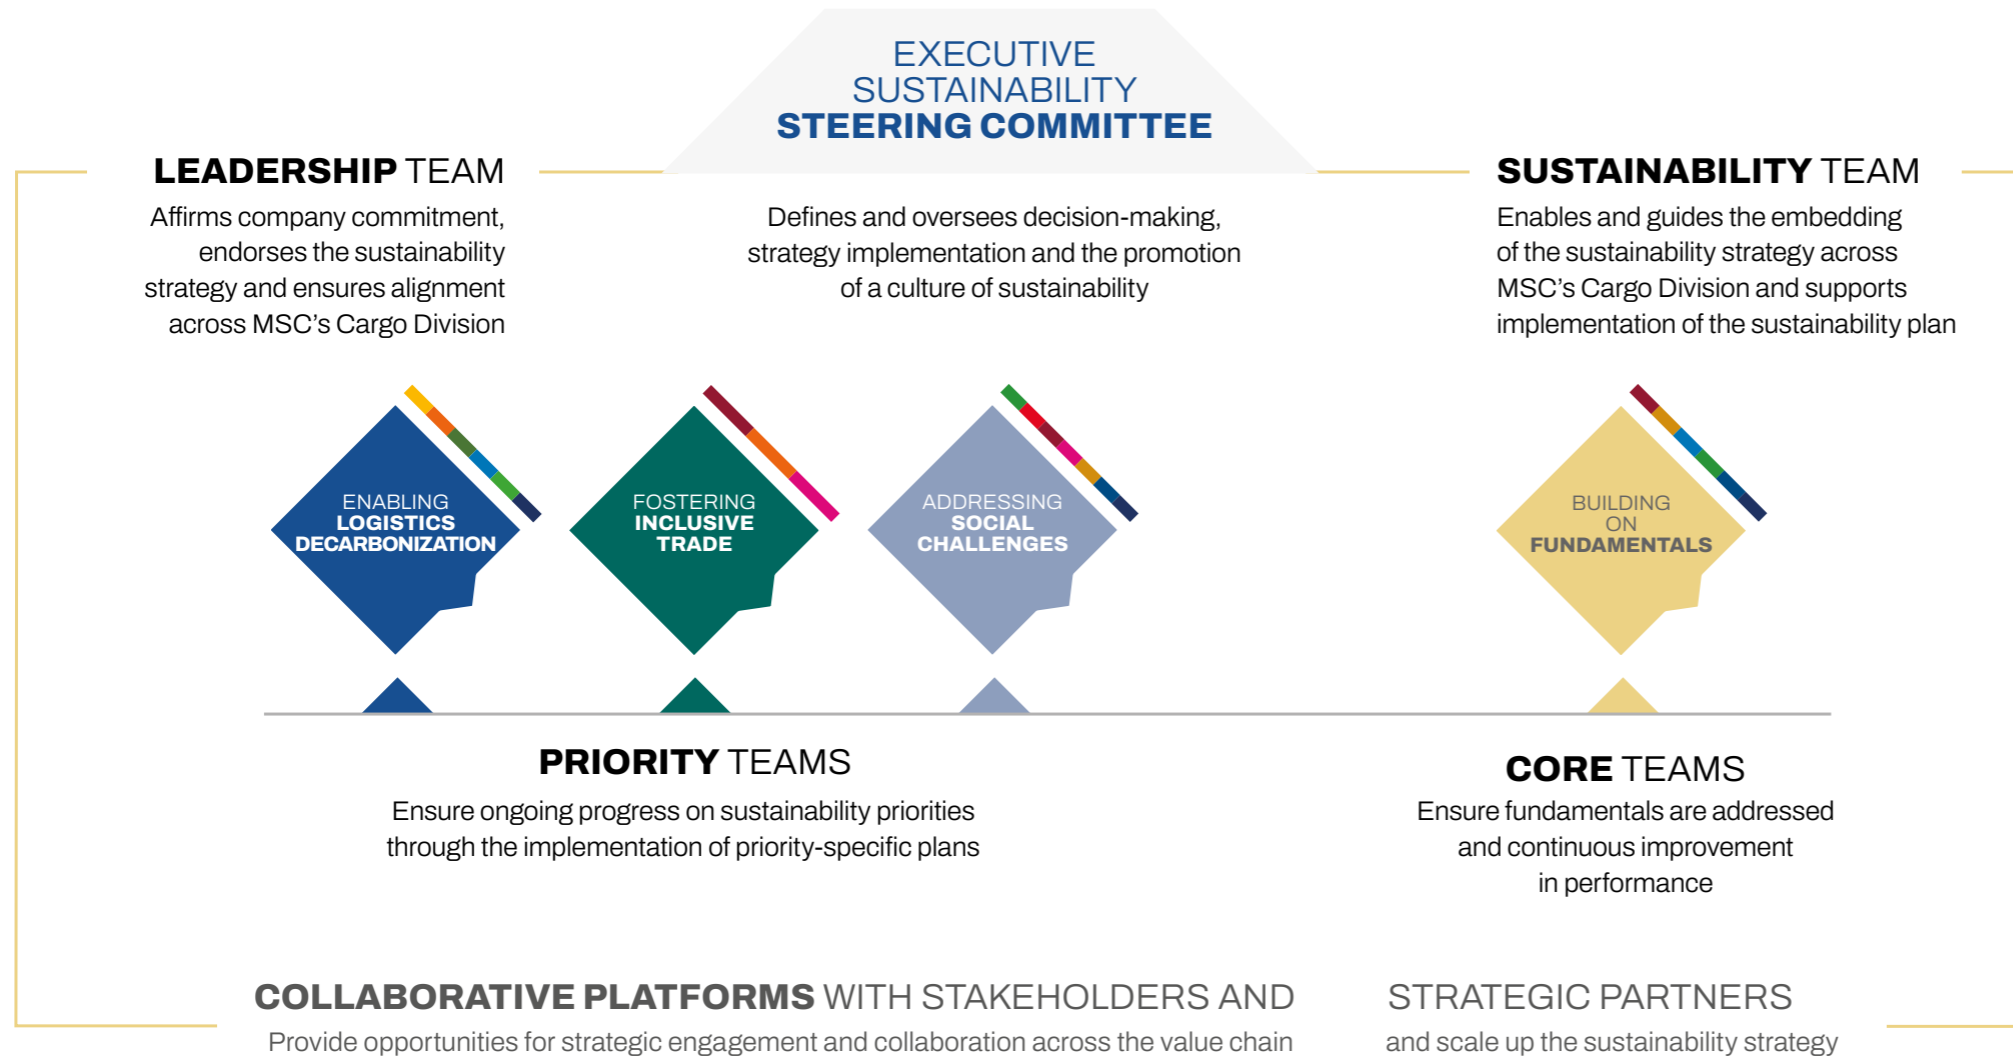 EXECUTIVE
SUSTAINABILITY
STEERING COMMITTEE
LEADERSHIP TEAM
Affirms company commitment,
endorses the sustainability
strategy and ensures alignment
across MSC’s Cargo Division
Defines and oversees decision-making,
strategy implementation and the promotion
of a culture of sustainability
SUSTAINABILITY TEAM
Enables and guides the embedding
of the sustainability strategy across
MSC’s Cargo Division and supports
implementation of the sustainability plan
ENABLING
LOGISTICS
DECARBONIZATION
FOSTERING
INCLUSIVE
TRADE
ADDRESSING
SOCIAL
CHALLENGES
BUILDING
ON
FUNDAMENTALS
PRIORITY TEAMS
Ensure ongoing progress on sustainability priorities
through the implementation of priority-specific plans
CORE TEAMS
Ensure fundamentals are addressed
and continuous improvement
in performance
COLLABORATIVE PLATFORMS WITH STAKEHOLDERS AND STRATEGIC PARTNERS
Provide opportunities for strategic engagement and collaboration across the value chain and scale up the sustainability strategy